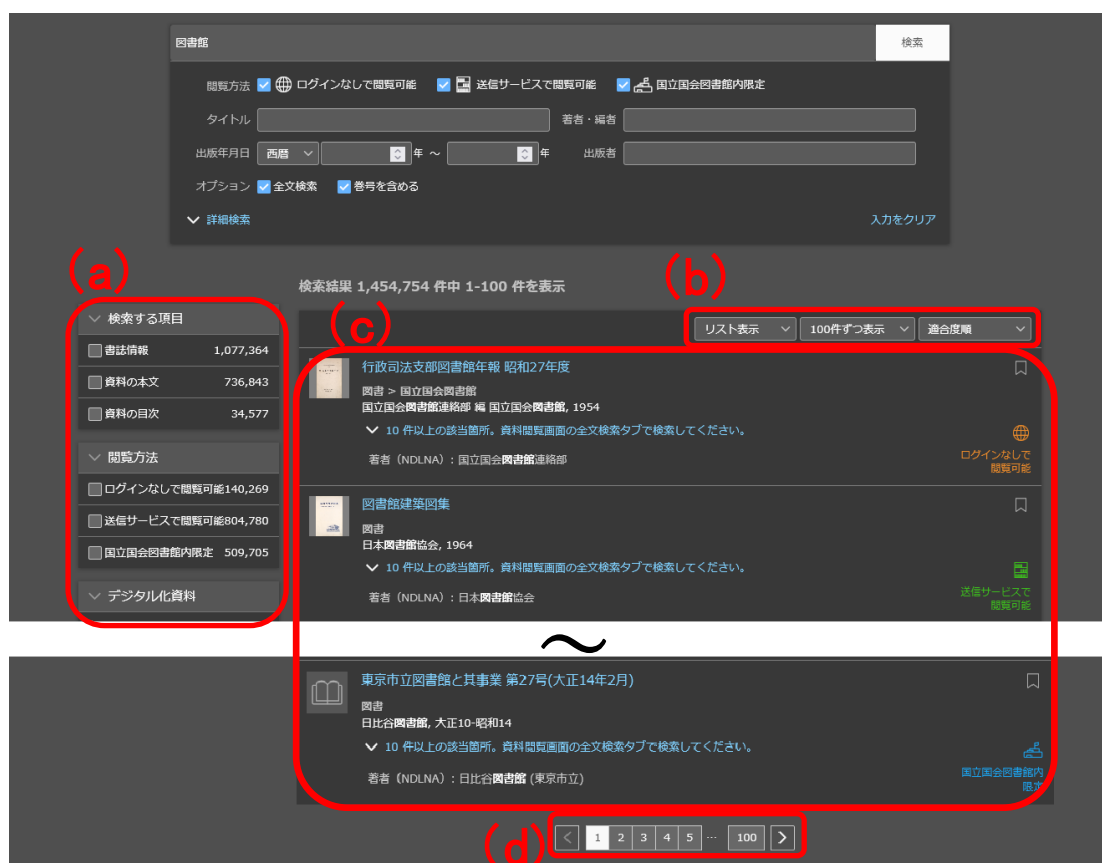 図書館 検索
閲覧方法 ログインなしで閲覧可能 送信サービスで閲覧可能 国立国会図書館内限定
タイトル 著者・編者
出版年月日 西暦 年 ~ 年 出版者
オプション 全文検索 巻号を含める
詳細検索 入力をクリア
(a)
検索する項目
書誌情報 1,077,364
資料の本文 736,843
資料の目次 34,577
閲覧方法
ログインなしで閲覧可能140,269
送信サービスで閲覧可能804,780
国立国会図書館内限定 509,705
デジタル化資料
検索結果 1,454,754 件中 1-100 件を表示
(b)
リスト表示 100件ずつ表示 適合度順
(c)
行政司法支部図書館年報 昭和27年度
図書 > 国立国会図書館
国立国会図書館連絡部 編 国立国会図書館, 1954
10 件以上の該当箇所。資料閲覧画面の全文検索タブで検索してください。
著者 (NDLNA) : 国立国会図書館連絡部
ログインなしで
閲覧可能
図書館建築図集
図書
日本図書館協会, 1964
10 件以上の該当箇所。資料閲覧画面の全文検索タブで検索してください。
著者 (NDLNA) : 日本図書館協会
送信サービスで
閲覧可能
~
東京市立図書館と其事業 第27号(大正14年2月)
図書
日比谷図書館, 大正10-昭和14
10 件以上の該当箇所。資料閲覧画面の全文検索タブで検索してください。
著者 (NDLNA) : 日比谷図書館 (東京市立)
国立国会図書館内
限定
(d)
< 1 2 3 4 5 … 100 >